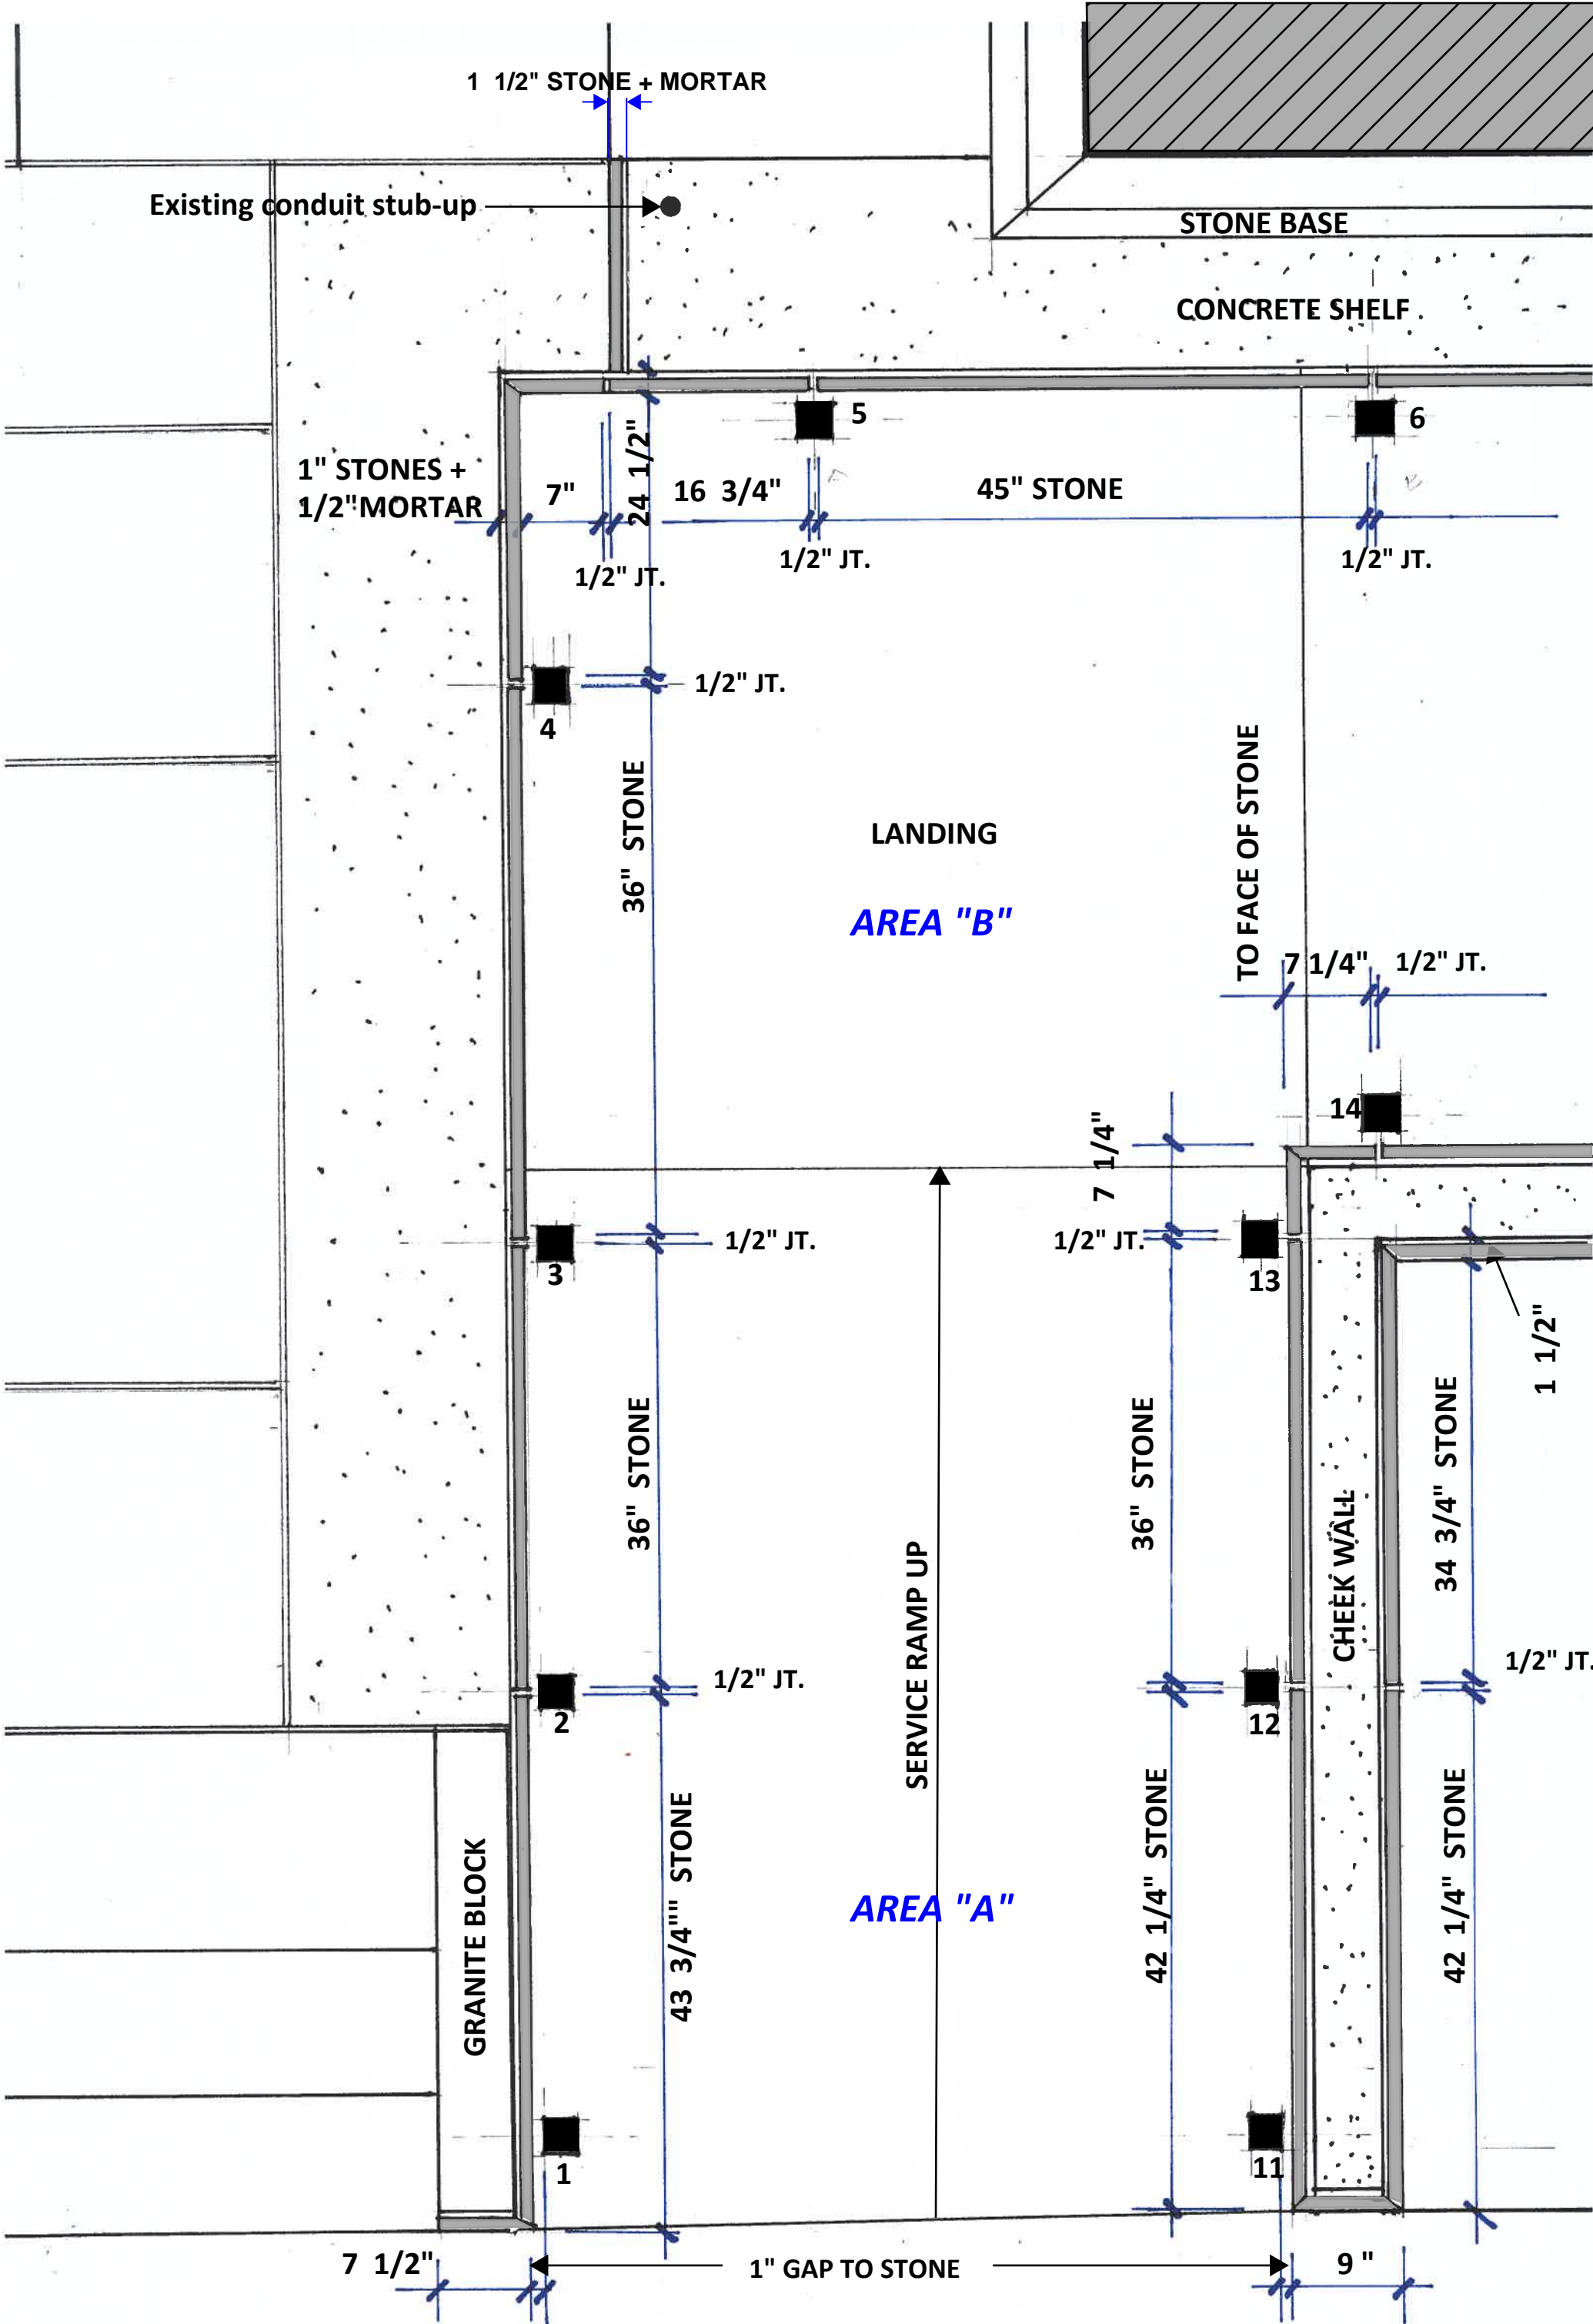 1 1/2" STONE + MORTAR
Existing conduit stub-up
STONE BASE
CONCRETE SHELF
5
6
1" STONES +
1/2" MORTAR
7"
24 1/2"
16 3/4"
45" STONE
1/2" JT.
1/2" JT.
1/2" JT.
4
1/2" JT.
36" STONE
LANDING
AREA "B"
TO FACE OF STONE
7 1/4"
1/2" JT.
14
7 1/4"
3
1/2" JT.
1/2" JT.
13
1 1/2"
36" STONE
36" STONE
34 3/4" STONE
CHEEK WALL
SERVICE RAMP UP
2
1/2" JT.
12
1/2" JT.
GRANITE BLOCK
43 3/4"" STONE
AREA "A"
42 1/4" STONE
42 1/4" STONE
1
11
7 1/2"
1" GAP TO STONE
9 "